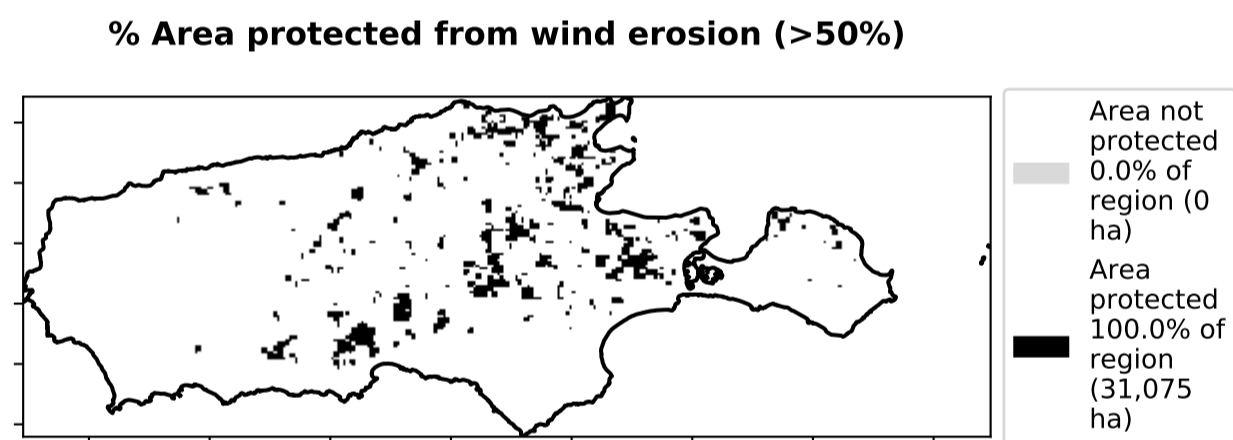 % Area protected from wind erosion (>50%)
Area not
protected
0.0% of
region (0
ha)
Area
protected
100.0% of
region
(31,075
ha)